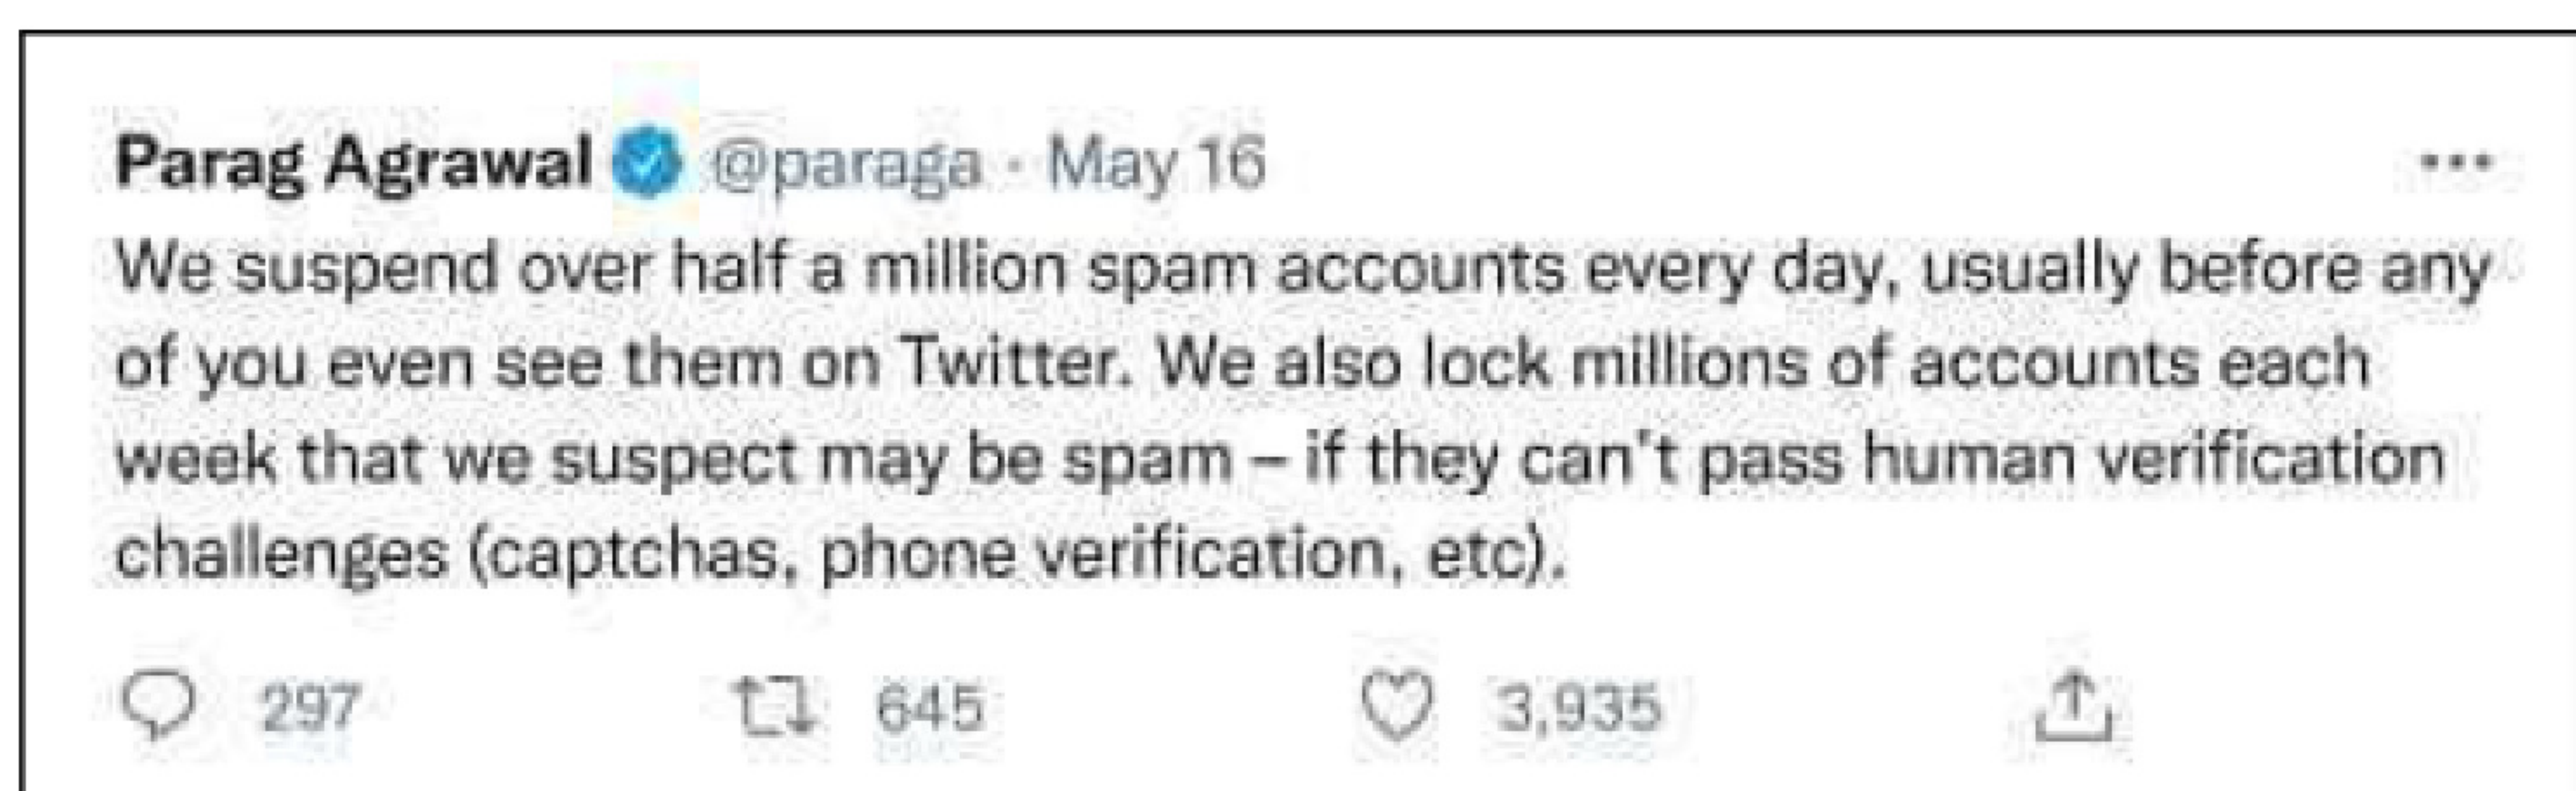 Parag Agrawal @paraga · May 16
We suspend over half a million spam accounts every day, usually before any
of you even see them on Twitter. We also lock millions of accounts each
week that we suspect may be spam – if they can't pass human verification
challenges (captchas, phone verification, etc).
297 645 3,935